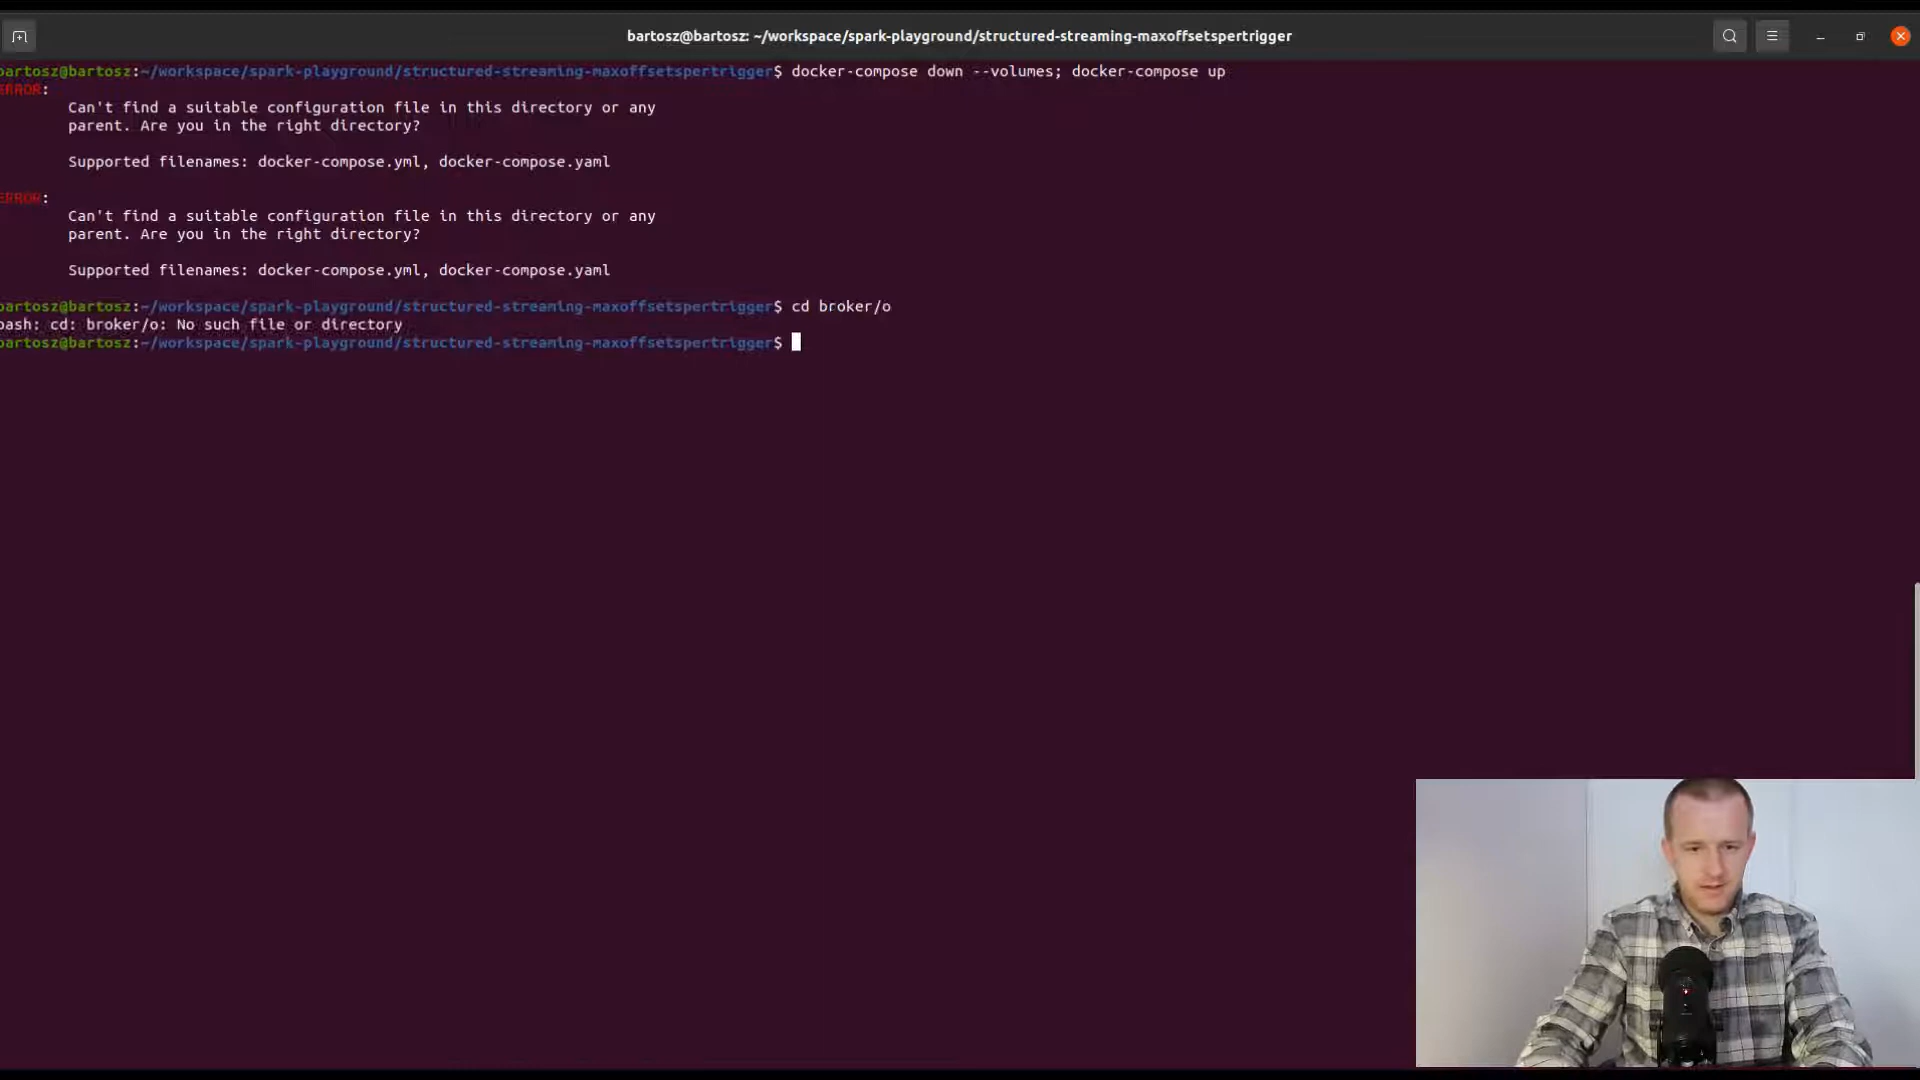 bartosz@bartosz: ~/workspace/spark-playground/structured-streaming-maxoffsetspertrigger
bartosz@bartosz:~/workspace/spark-playground/structured-streaming-maxoffsetspertrigger$ docker-compose down --volumes; docker-compose up
ERROR:
Can't find a suitable configuration file in this directory or any
parent. Are you in the right directory?
Supported filenames: docker-compose.yml, docker-compose.yaml
ERROR:
Can't find a suitable configuration file in this directory or any
parent. Are you in the right directory?
Supported filenames: docker-compose.yml, docker-compose.yaml
bartosz@bartosz:~/workspace/spark-playground/structured-streaming-maxoffsetspertrigger$ cd broker/o
bash: cd: broker/o: No such file or directory
bartosz@bartosz:~/workspace/spark-playground/structured-streaming-maxoffsetspertrigger$